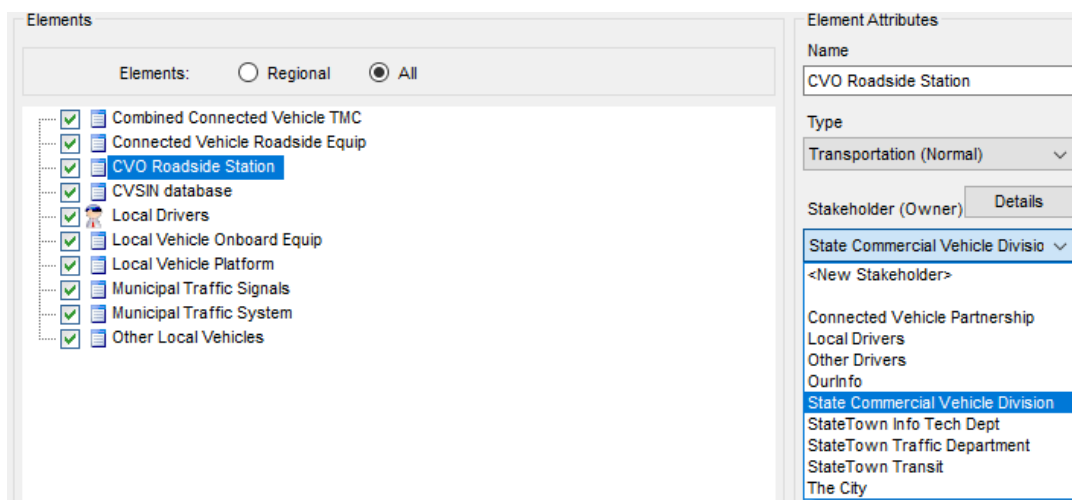 Elements
Elements: Regional All
Combined Connected Vehicle TMC
Connected Vehicle Roadside Equip
CVO Roadside Station
CVSIN database
Local Drivers
Local Vehicle Onboard Equip
Local Vehicle Platform
Municipal Traffic Signals
Municipal Traffic System
Other Local Vehicles
Element Attributes
Name
CVO Roadside Station
Type
Transportation (Normal)
Stakeholder (Owner) Details
State Commercial Vehicle Divisio
<New Stakeholder>
Connected Vehicle Partnership
Local Drivers
Other Drivers
OurInfo
State Commercial Vehicle Division
StateTown Info Tech Dept
StateTown Traffic Department
StateTown Transit
The City